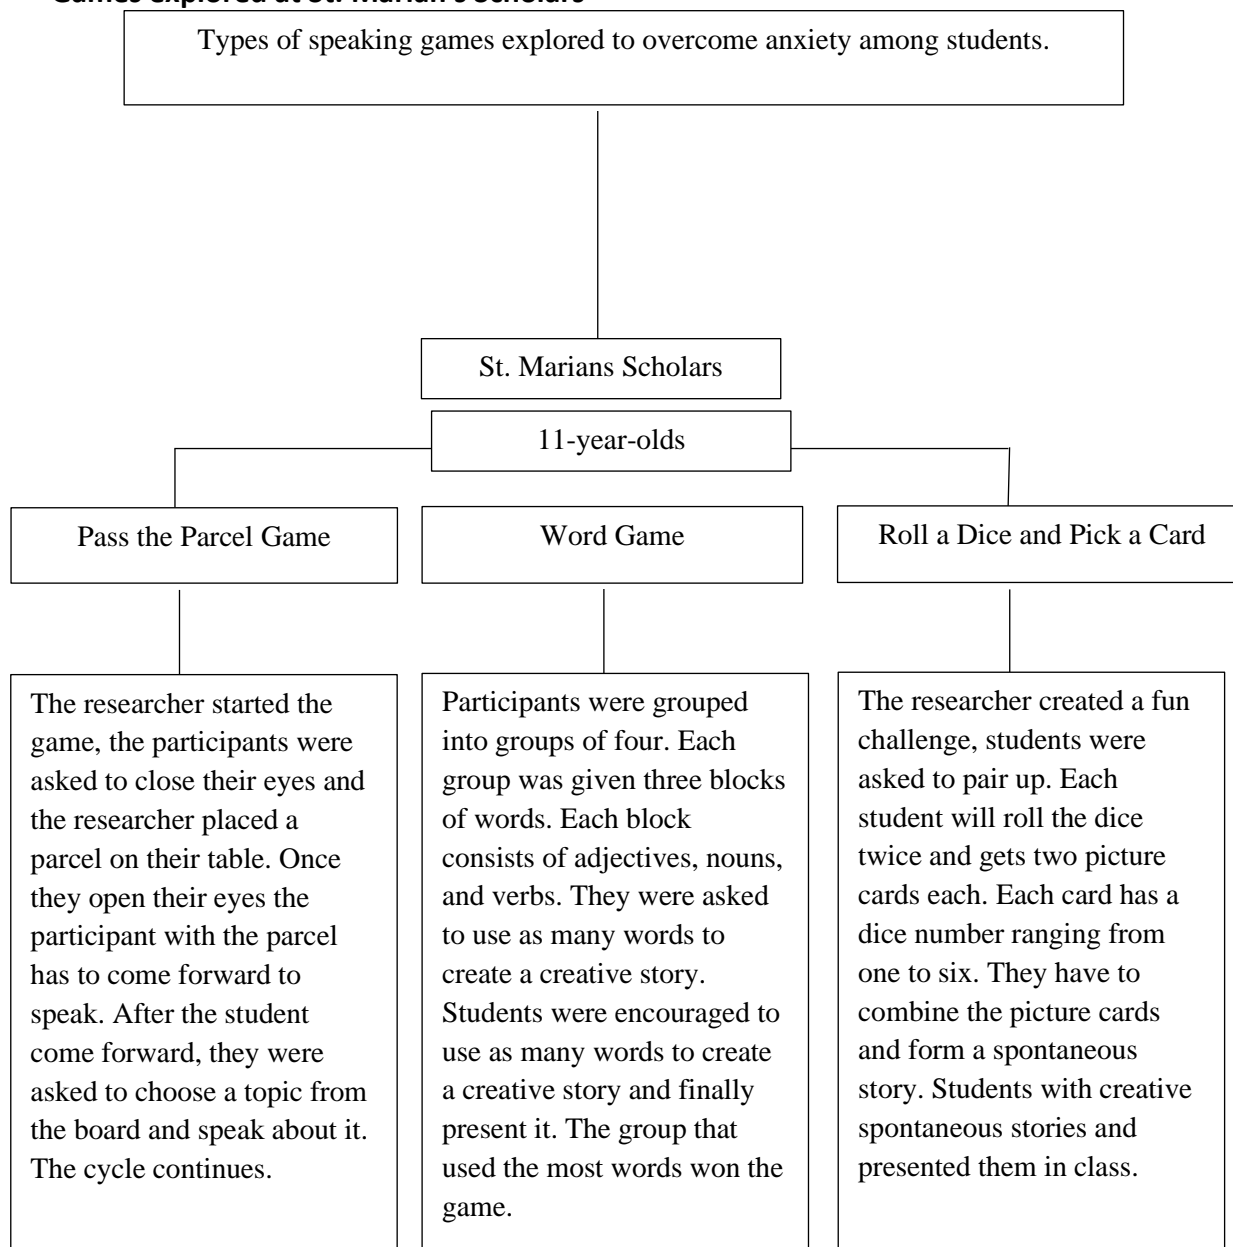 Games explored at St. Marian's Scholars
Types of speaking games explored to overcome anxiety among students.
St. Marians Scholars
11-year-olds
Pass the Parcel Game
Word Game
Roll a Dice and Pick a Card
The researcher started the
game, the participants were
asked to close their eyes and
the researcher placed a
parcel on their table. Once
they open their eyes the
participant with the parcel
has to come forward to
speak. After the student
come forward, they were
asked to choose a topic from
the board and speak about it.
The cycle continues.
Participants were grouped
into groups of four. Each
group was given three blocks
of words. Each block
consists of adjectives, nouns,
and verbs. They were asked
to use as many words to
create a creative story.
Students were encouraged to
use as many words to create
a creative story and finally
present it. The group that
used the most words won the
game.
The researcher created a fun
challenge, students were
asked to pair up. Each
student will roll the dice
twice and gets two picture
cards each. Each card has a
dice number ranging from
one to six. They have to
combine the picture cards
and form a spontaneous
story. Students with creative
spontaneous stories and
presented them in class.